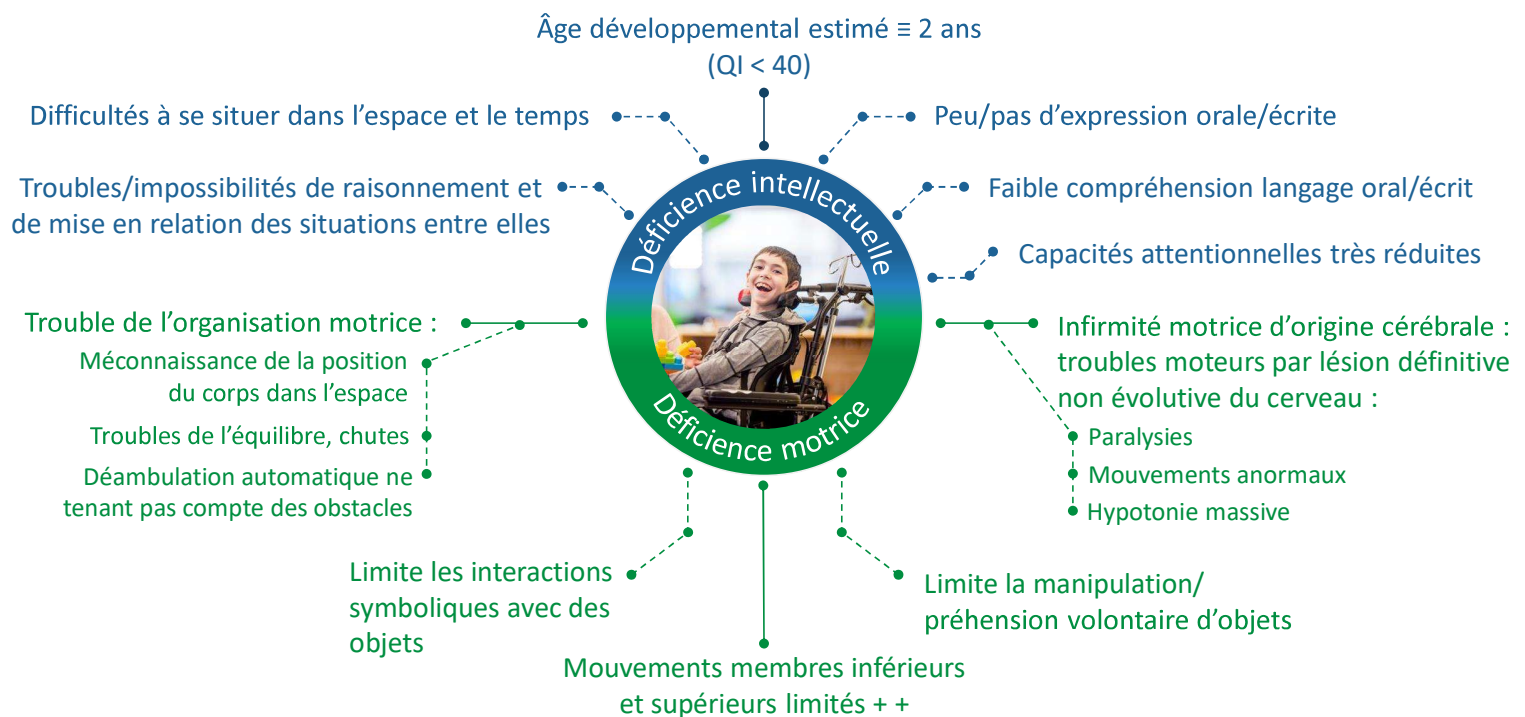 Âge développemental estimé ≡ 2 ans
(QI < 40)
Difficultés à se situer dans l’espace et le temps
Peu/pas d’expression orale/écrite
Troubles/impossibilités de raisonnement et
de mise en relation des situations entre elles
Faible compréhension langage oral/écrit
Capacités attentionnelles très réduites
Déficience intellectuelle
Déficience motrice
Trouble de l’organisation motrice :
Méconnaissance de la position
du corps dans l’espace
Troubles de l’équilibre, chutes
Déambulation automatique ne
tenant pas compte des obstacles
Infirmité motrice d’origine cérébrale :
troubles moteurs par lésion définitive
non évolutive du cerveau :
Paralysies
Mouvements anormaux
Hypotonie massive
Limite les interactions
symboliques avec des
objets
Limite la manipulation/
préhension volontaire d’objets
Mouvements membres inférieurs
et supérieurs limités + +